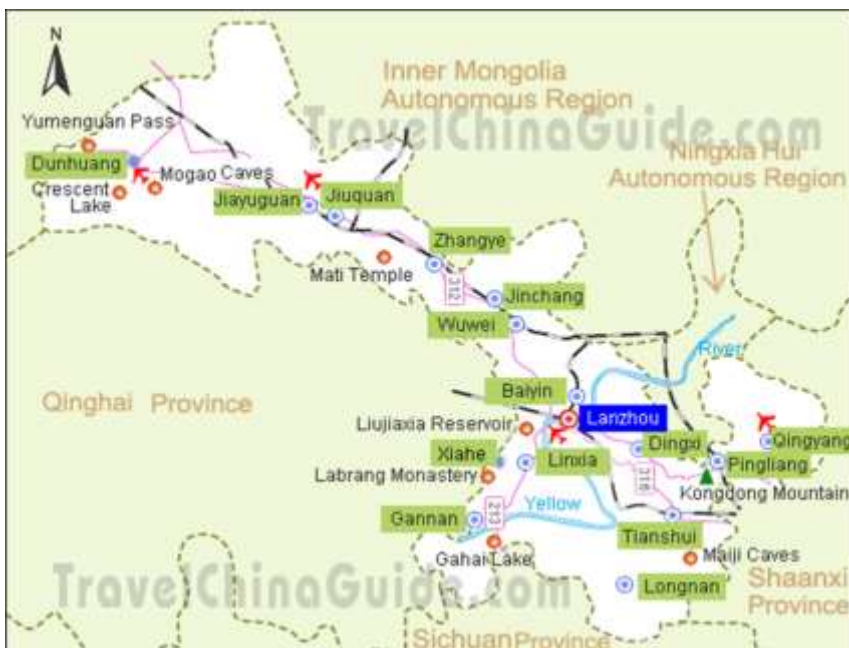 N
Inner Mongolia
Autonomous Region
TravelChinaGuide.com
Yumenguan Pass
Ningxia Hui
Autonomous Region
Dunhuang
Mogao Caves
Crescent
Lake
Jiayuguan
Jiuquan
Zhangye
Mati Temple
312
Jinchang
Wuwei
River
Baiyin
Qinghai Province
Liujiaxia Reservoir
Lanzhou
Dingxi
Qingyang
Xiahe
Linxia
Pingliang
Labrang Monastery
316
Kongdong Mountain
Gannan
213
Yellow
Tianshui
Gahai Lake
Maiji Caves
TravelChinaGuide.com
Longnan
Shaanxi
Province
Sichuan Province